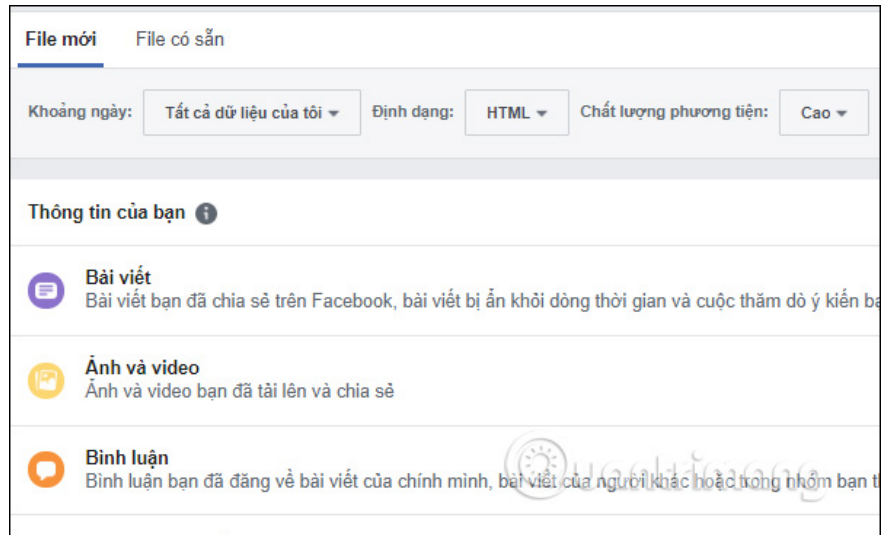 File mới File có sẵn
Khoảng ngày: Tất cả dữ liệu của tôi Định dạng: HTML Chất lượng phương tiện: Cao
Thông tin của bạn
Bài viết
Bài viết bạn đã chia sẻ trên Facebook, bài viết bị ẩn khỏi dòng thời gian và cuộc thăm dò ý kiến
Ảnh và video
Ảnh và video bạn đã tải lên và chia sẻ
Bình luận
Bình luận bạn đã đăng về bài viết của chính mình, bài viết của người khác hoặc trong nhóm bạn
Quantrimang